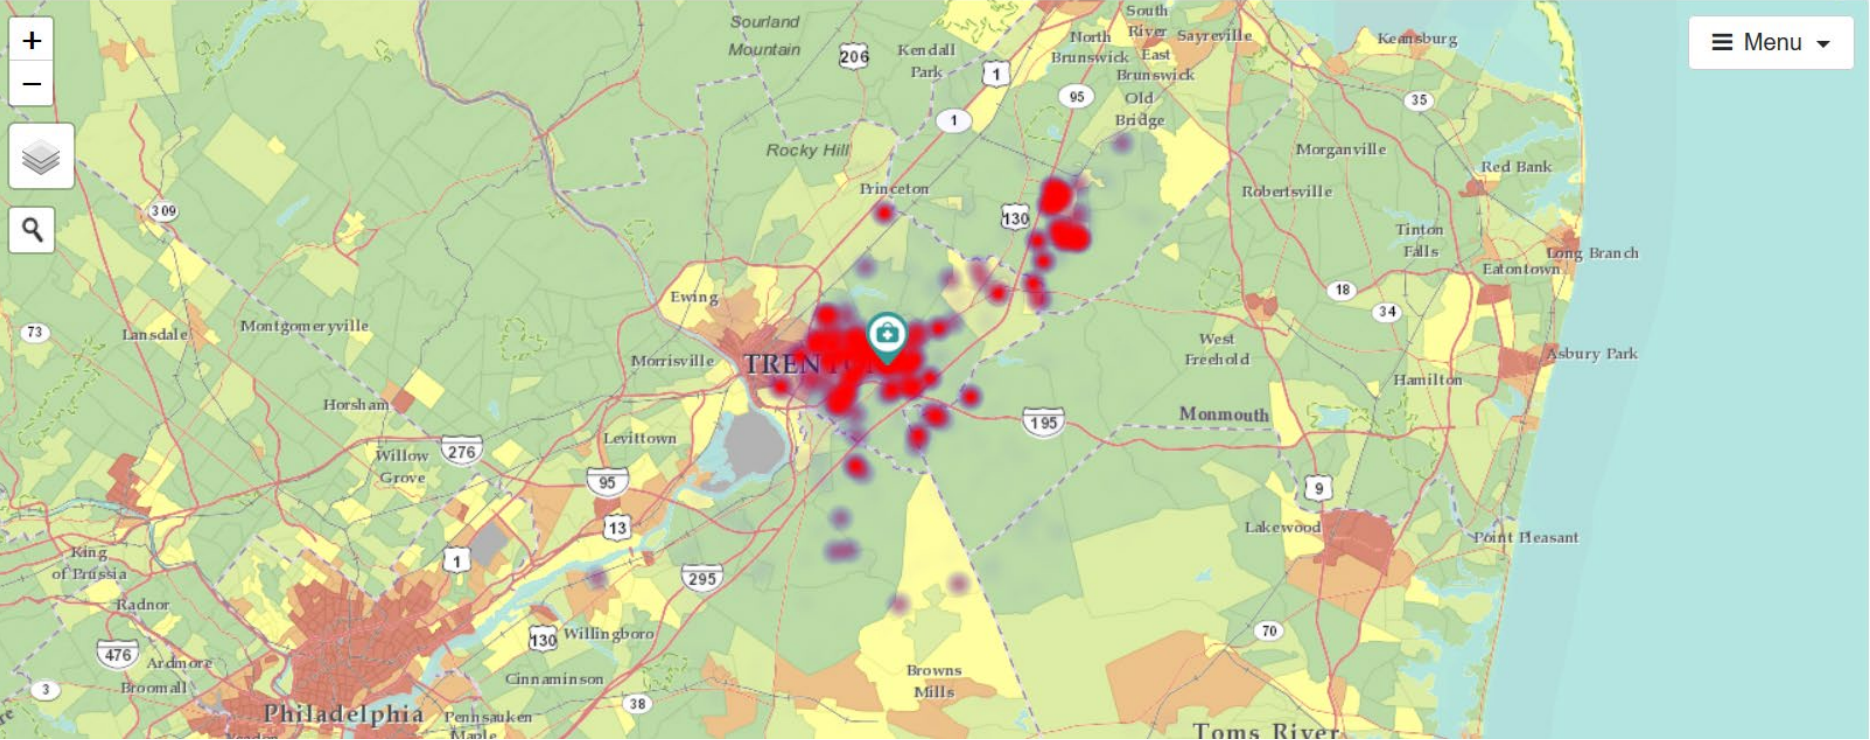 +
−
Menu
Sourland
Mountain
206
Kendall
Park
1
South
River
North
Brunswick
Sayreville
East
Brunswick
Keansburg
95
Old
Bridge
35
1
Rocky Hill
Morganville
Red Bank
Princeton
Robertsville
309
130
Tinton
Falls
Long Branch
Eatontown
Ewing
18
34
73
Lansdale
Montgomeryville
West
Freehold
Morrisville
TRENTON
Asbury Park
Hamilton
Horsham
Monmouth
195
Levittown
276
Willow
Grove
95
9
13
Lakewood
Point Pleasant
King
of Prussia
1
295
Radnor
130
Willingboro
70
476
Ardmore
Broomall
3
Cinnaminson
Browns
Mills
38
Philadelphia
Pennsauken
Maple
Toms River